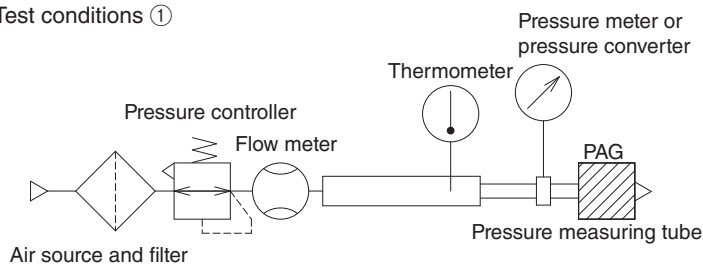 Test conditions ①
Pressure meter or
pressure converter
Thermometer
Pressure controller
Flow meter
PAG
Pressure measuring tube
Air source and filter